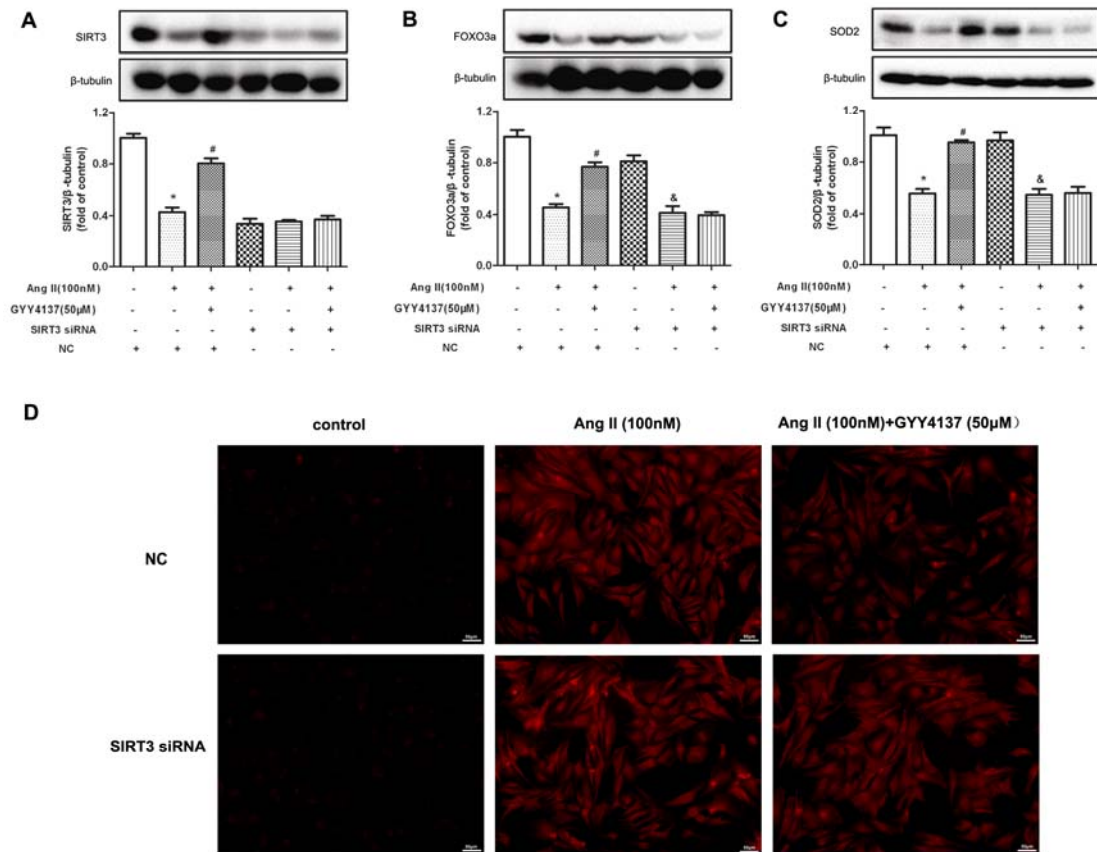 A
SIRT3
β-tubulin
SIRT3/β -tubulin
(fold of control)
1.2
0.8
0.4
0.0
*
#
Ang II(100nM) - + + - + +
GYY4137(50μM) - - + - - +
SIRT3 siRNA - - - + + +
NC + + + - - -
B
FOXO3a
β-tubulin
FOXO3a/β -tubulin
(fold of control)
1.2
0.8
0.4
0.0
*
#
&
Ang II(100nM) - + + - + +
GYY4137(50μM) - - + - - +
SIRT3 siRNA - - - + + +
NC + + + - - -
C
SOD2
β-tubulin
SOD2/β -tubulin
(fold of control)
1.2
0.8
0.4
0.0
*
#
&
Ang II(100nM) - + + - + +
GYY4137(50μM) - - + - - +
SIRT3 siRNA - - - + + +
NC + + + - - -
D
control
Ang II (100nM)
Ang II (100nM)+GYY4137 (50μM）
NC
SIRT3 siRNA